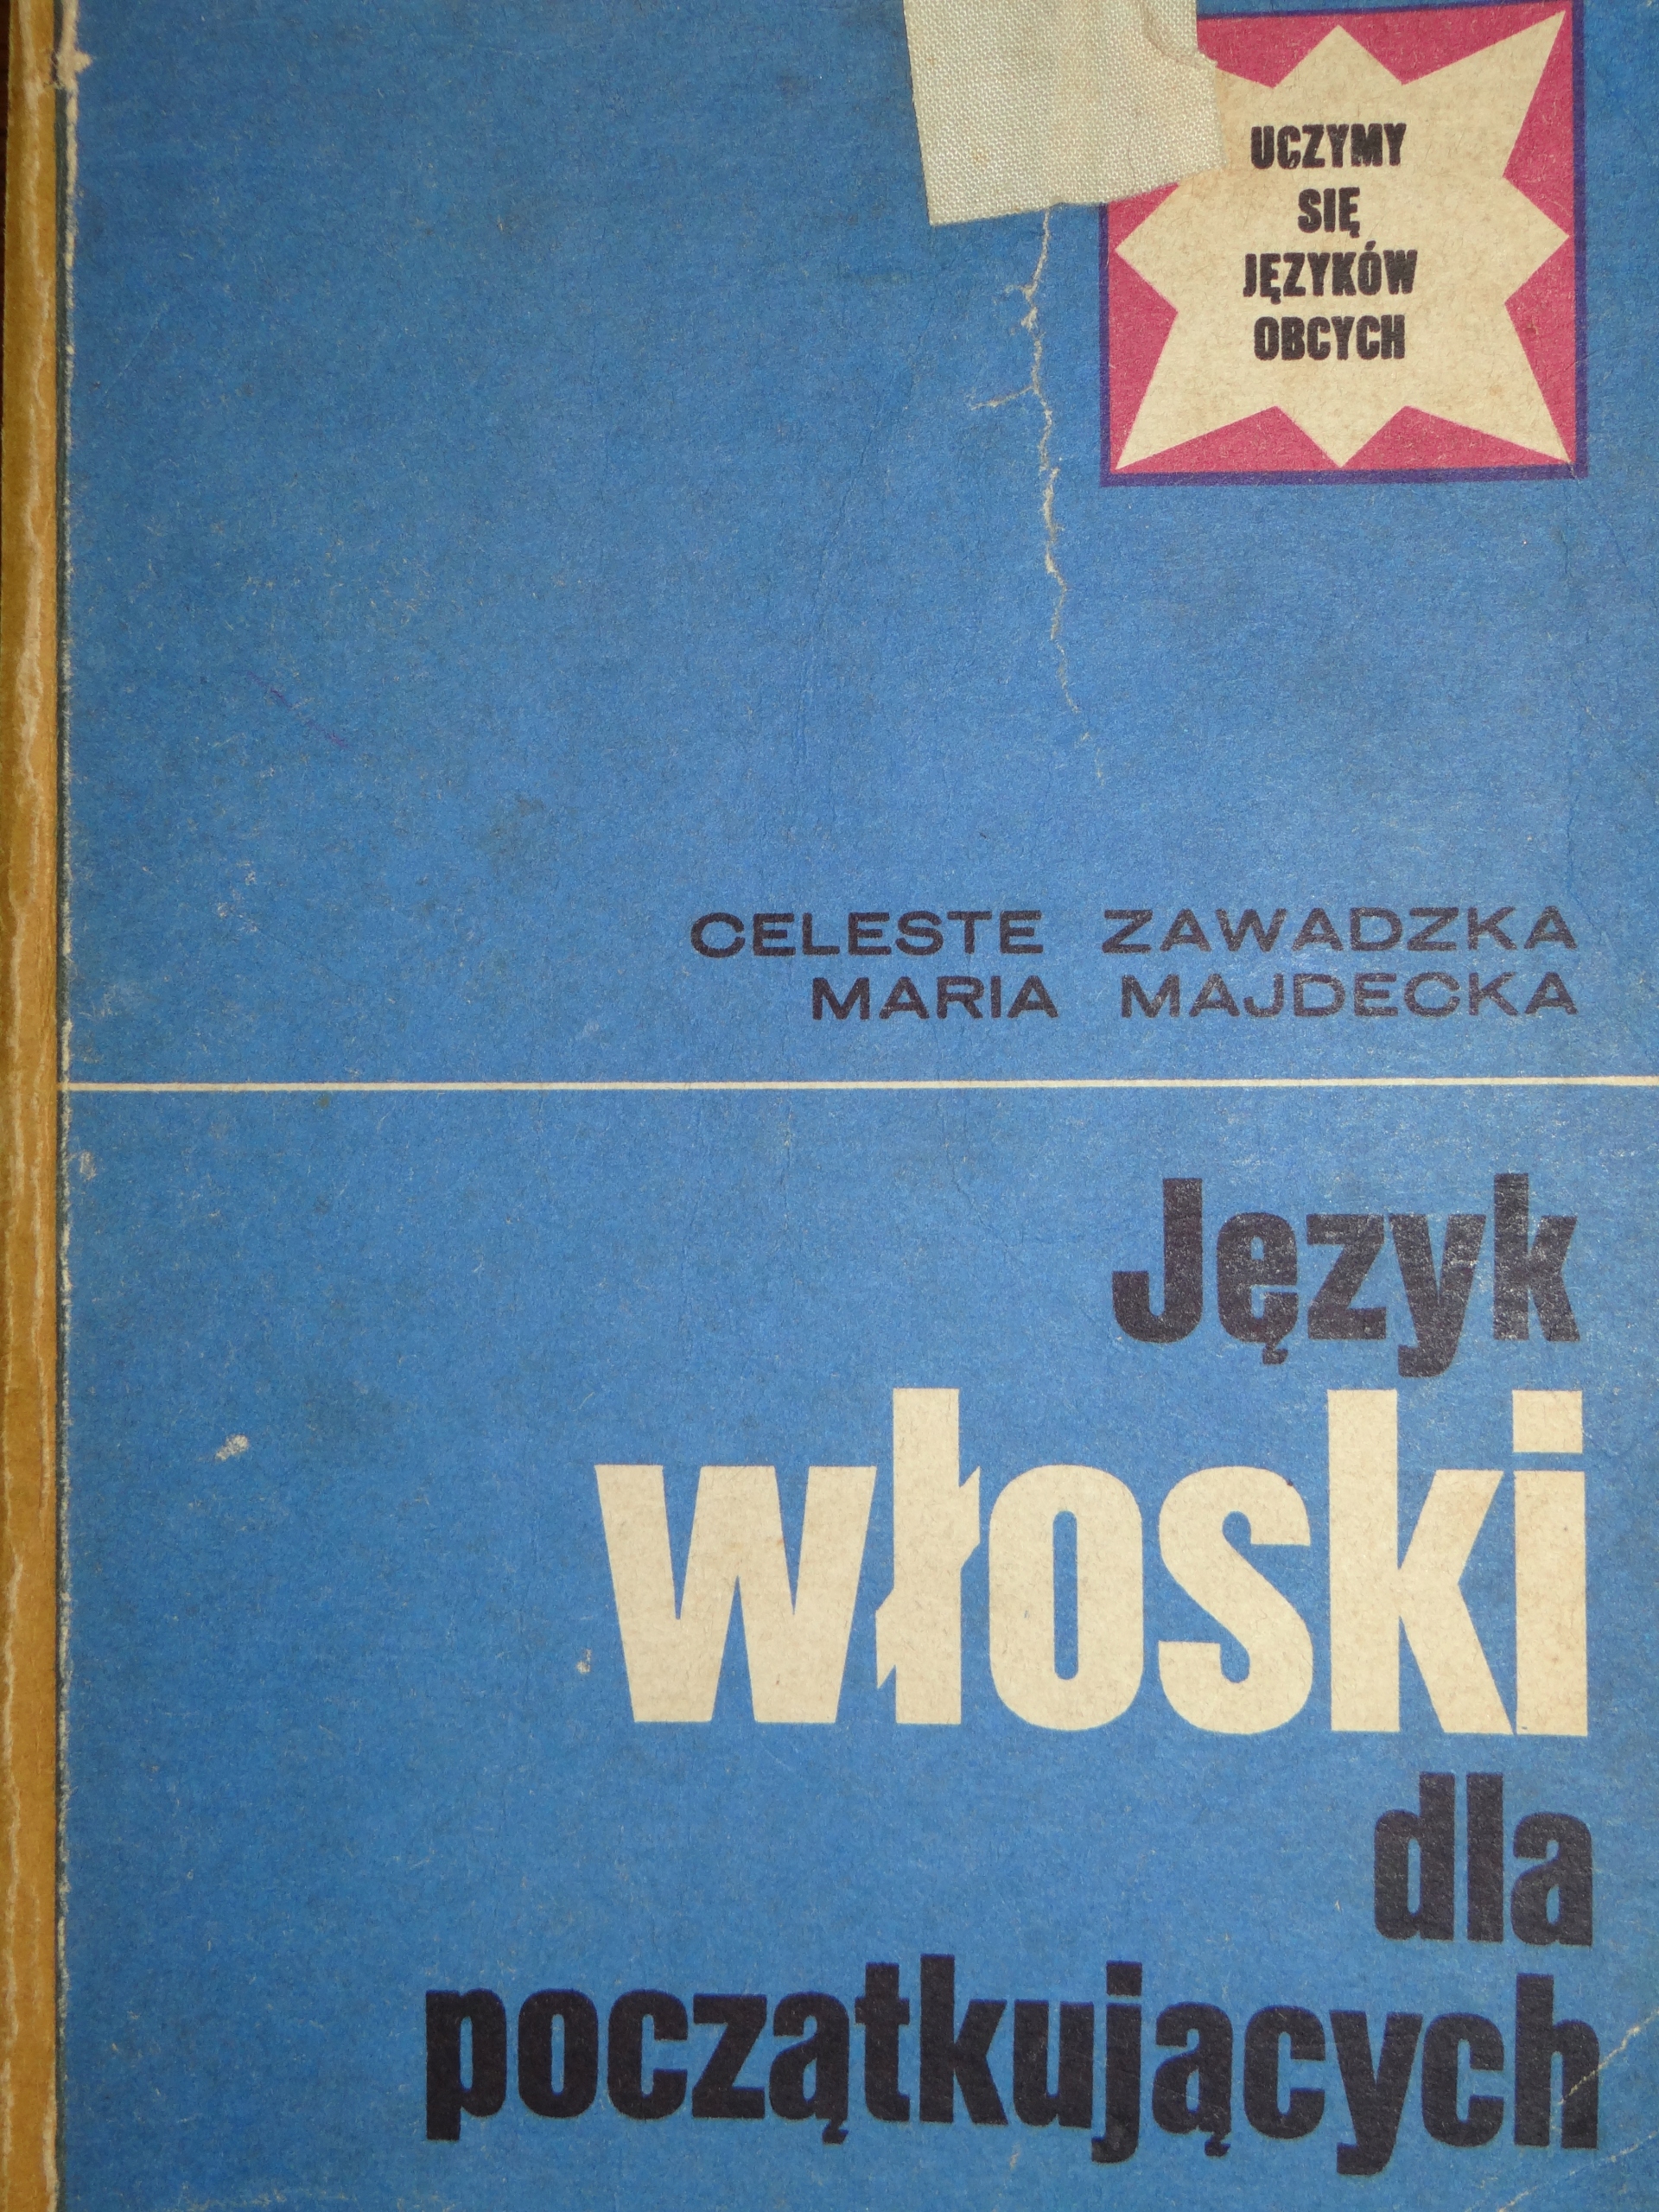 UCZYMY
SIĘ
JĘZYKÓW
OBCYCH
CELESTE ZAWADZKA
MARIA MAJDECKA
Język
włoski
dla
początkujących